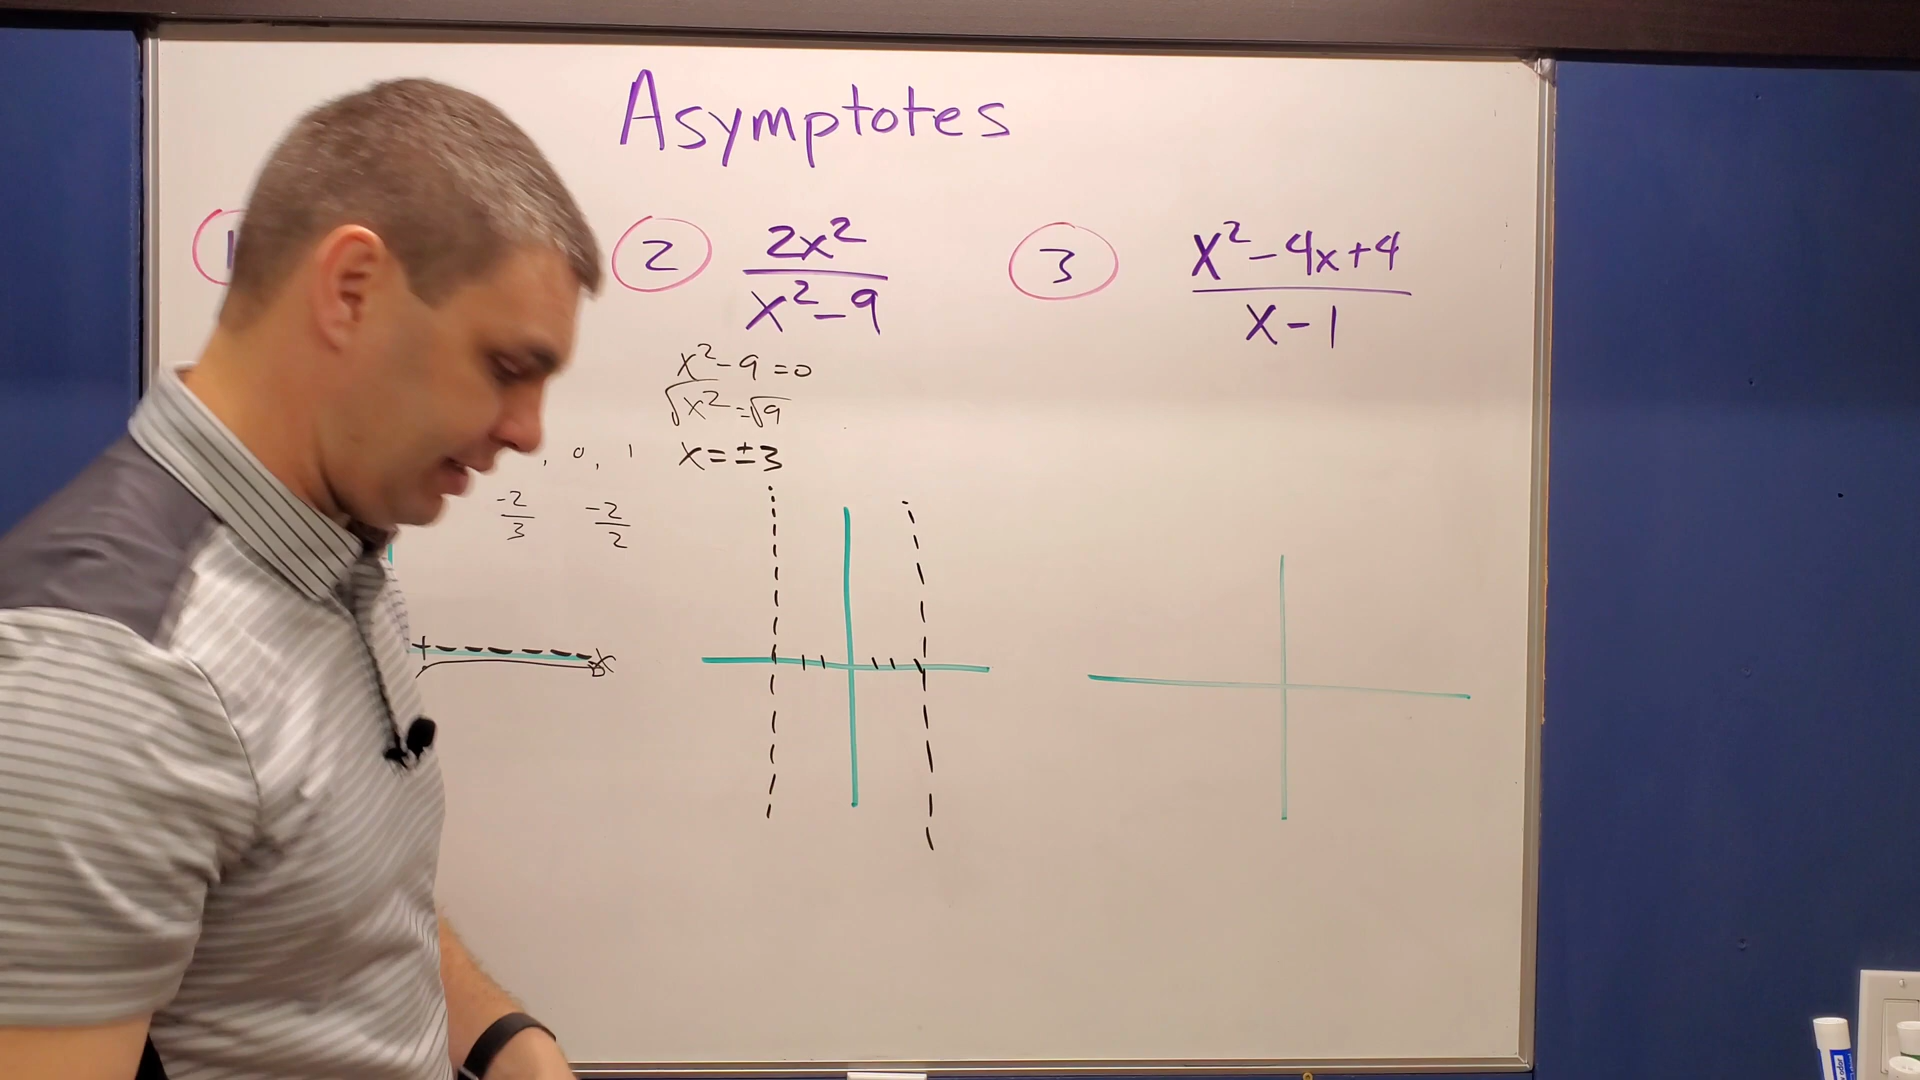 Asymptotes
1
2
2x²
x²-9
3
x²-4x+4
x-1
x²-9=0
√x²=√9
x=±3
, 0, 1
-2
3
-2
2